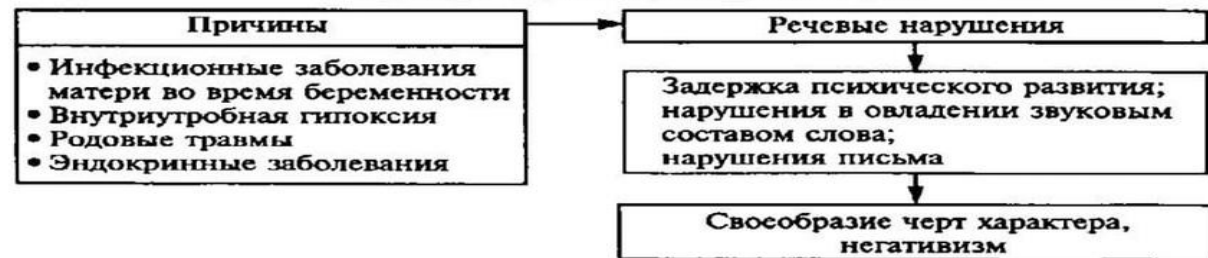 Причины
• Инфекционные заболевания
матери во время беременности
• Внутриутробная гипоксия
• Родовые травмы
• Эндокринные заболевания
Речевые нарушения
Задержка психического развития;
нарушения в овладении звуковым
составом слова;
нарушения письма
Своеобразие черт характера,
негативизм